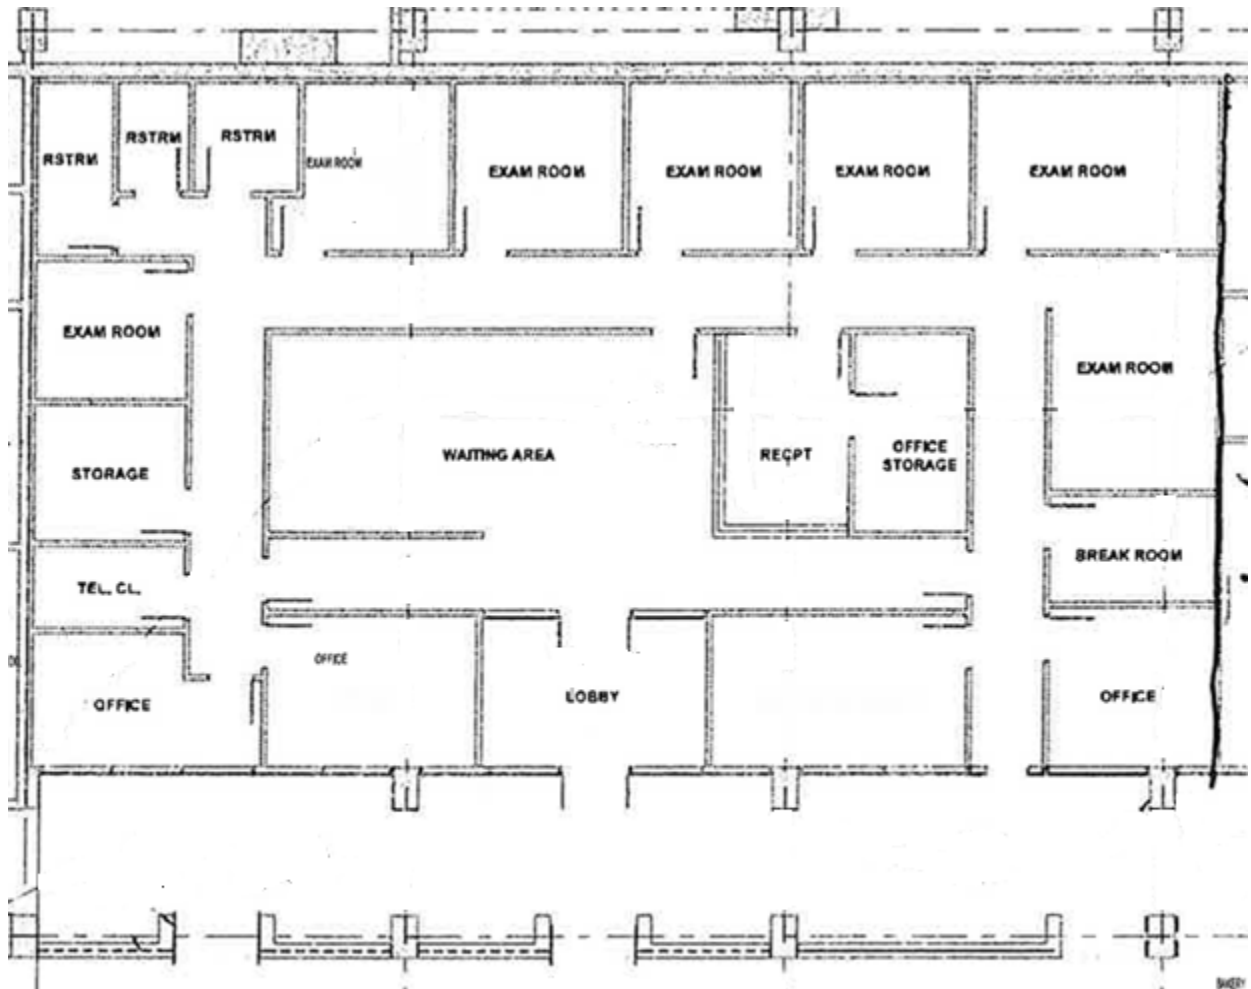 RSTRM
RSTRM
RSTRM
EXAM ROOM
EXAM ROOM
EXAM ROOM
EXAM ROOM
EXAM ROOM
EXAM ROOM
EXAM ROOM
STORAGE
WAITING AREA
RECPT
OFFICE
STORAGE
BREAK ROOM
TEL. CL.
OFFICE
OFFICE
LOBBY
OFFICE
BAKERY